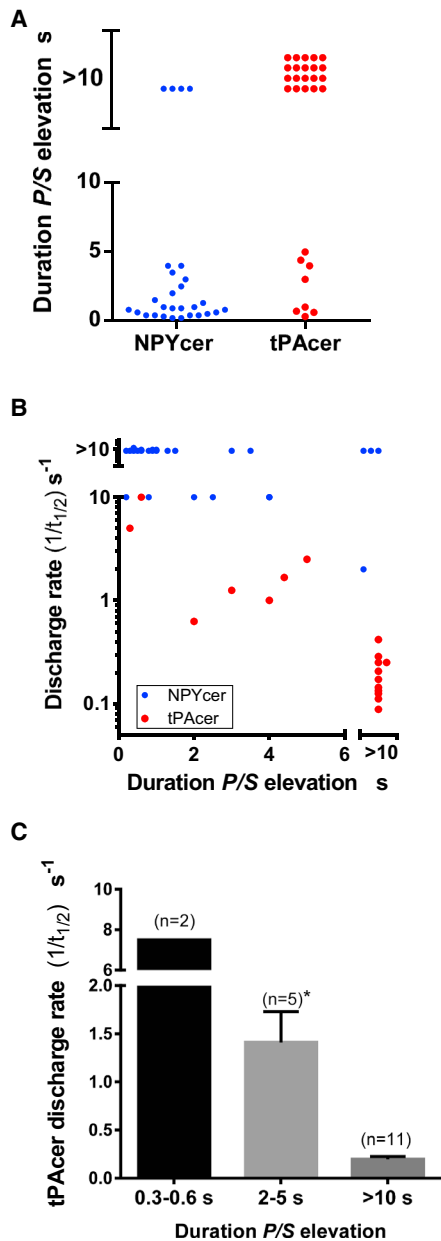 A
Duration P/S elevation s
>10
10
5
0
NPYcer tPAcer
B
Discharge rate (1/t1/2) s-1
>10
10
1
0.1
NPYcer
tPAcer
0 2 4 6 >10
Duration P/S elevation s
C
tPAcer discharge rate (1/t1/2) s-1
10
8
6
2.0
1.5
1.0
0.5
0.0
(n=2)
(n=5)*
(n=11)
0.3-0.6 s 2-5 s >10 s
Duration P/S elevation